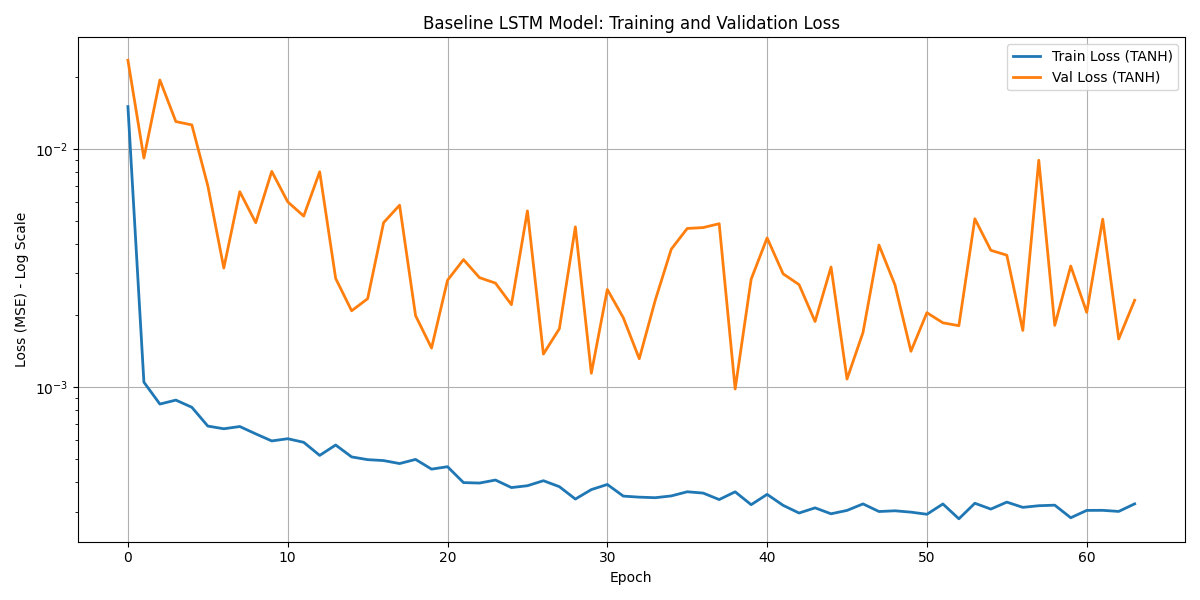 Baseline LSTM Model: Training and Validation Loss
Train Loss (TANH)
Val Loss (TANH)
Loss (MSE) - Log Scale
10⁻²
10⁻³
0 10 20 30 40 50 60
Epoch